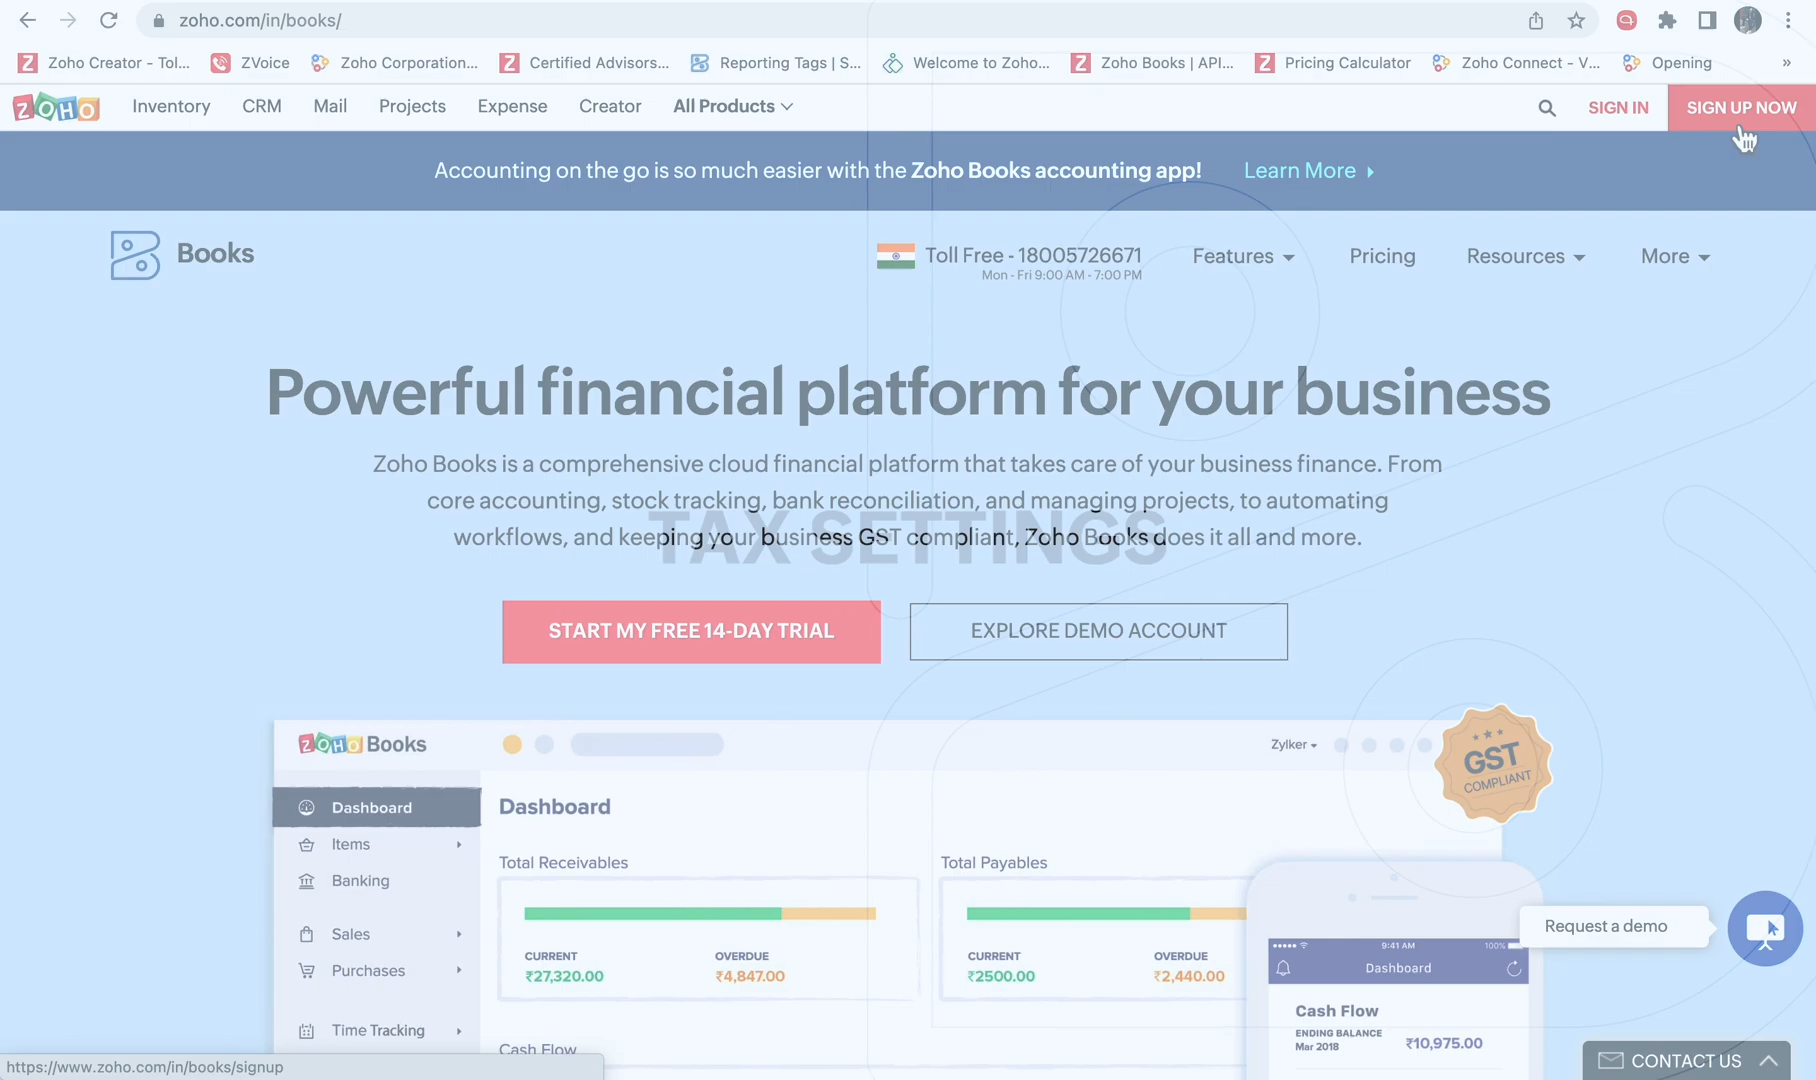 zoho.com/in/books/
Zoho Creator - Tol...
ZVoice
Zoho Corporation...
Certified Advisors...
Reporting Tags | S...
Welcome to Zoho...
Zoho Books | API...
Pricing Calculator
Zoho Connect - V...
Opening
»
ZOHO
Inventory
CRM
Mail
Projects
Expense
Creator
All Products
SIGN IN
SIGN UP NOW
Accounting on the go is so much easier with the Zoho Books accounting app!
Learn More
Books
Toll Free - 18005726671
Mon - Fri 9:00 AM - 7:00 PM
Features
Pricing
Resources
More
Powerful financial platform for your business
Zoho Books is a comprehensive cloud financial platform that takes care of your business finance. From
core accounting, stock tracking, bank reconciliation, and managing projects, to automating
workflows, and keeping your business GST compliant, Zoho Books does it all and more.
TAX SETTINGS
START MY FREE 14-DAY TRIAL
EXPLORE DEMO ACCOUNT
ZOHO Books
Zylker
GST
COMPLIANT
Dashboard
Items
Banking
Sales
Purchases
Time Tracking
Dashboard
Total Receivables
CURRENT
₹27,320.00
OVERDUE
₹4,847.00
Total Payables
CURRENT
₹2500.00
OVERDUE
₹2,440.00
Cash Flow
9:41 AM
100%
Dashboard
Cash Flow
ENDING BALANCE
Mar 2018
₹10,975.00
Request a demo
CONTACT US
https://www.zoho.com/in/books/signup